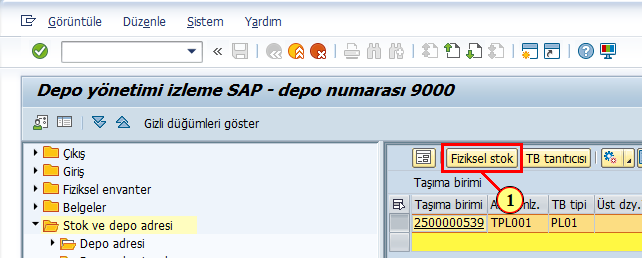 Görüntüle Düzenle Sistem Yardım
Depo yönetimi izleme SAP - depo numarası 9000
Gizli düğümleri göster
Çıkış
Giriş
Fiziksel envanter
Belgeler
Stok ve depo adresi
Depo adresi
Fiziksel stok TB tanıtıcısı
Taşıma birimi
1
Taşıma birimi mlz. TB tipi Üst dzy.
2500000539 TPL001 PL01